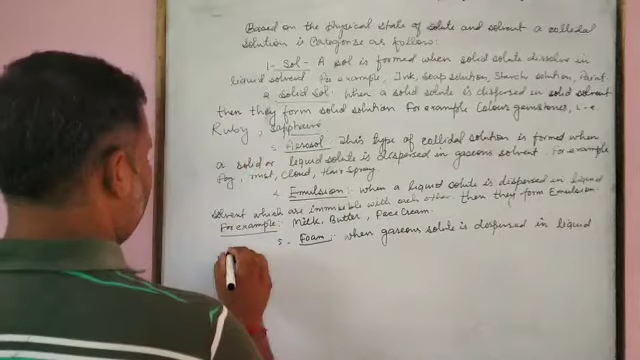 Based on the physical state of solute and solvent a colloidal
solution is Categorise as follow:
1- Sol - A sol is formed when solid solute dissolve in
liquid solvent For example, Ink, Soap solution, Starch solution, Paint
2. Solid sol. When a solid solute is dispersed in solid solvent
then they form solid solution. For example Colour gemstones, i-e
Ruby, Sapphire
3. Aerosol This type of colloidal solution is formed when
a solid or liquid solute is dispersed in gaseous solvent. For example
Fog, mist, Cloud, Hair Spray.
4. Emulsion:- when a liquid solute is dispersed in liquid
solvent which are immisible with each other. then they form Emulsion.
For example:- Milk, Butter, Face Cream.
5. Foam:- when gaseous solute is dispersed in liquid